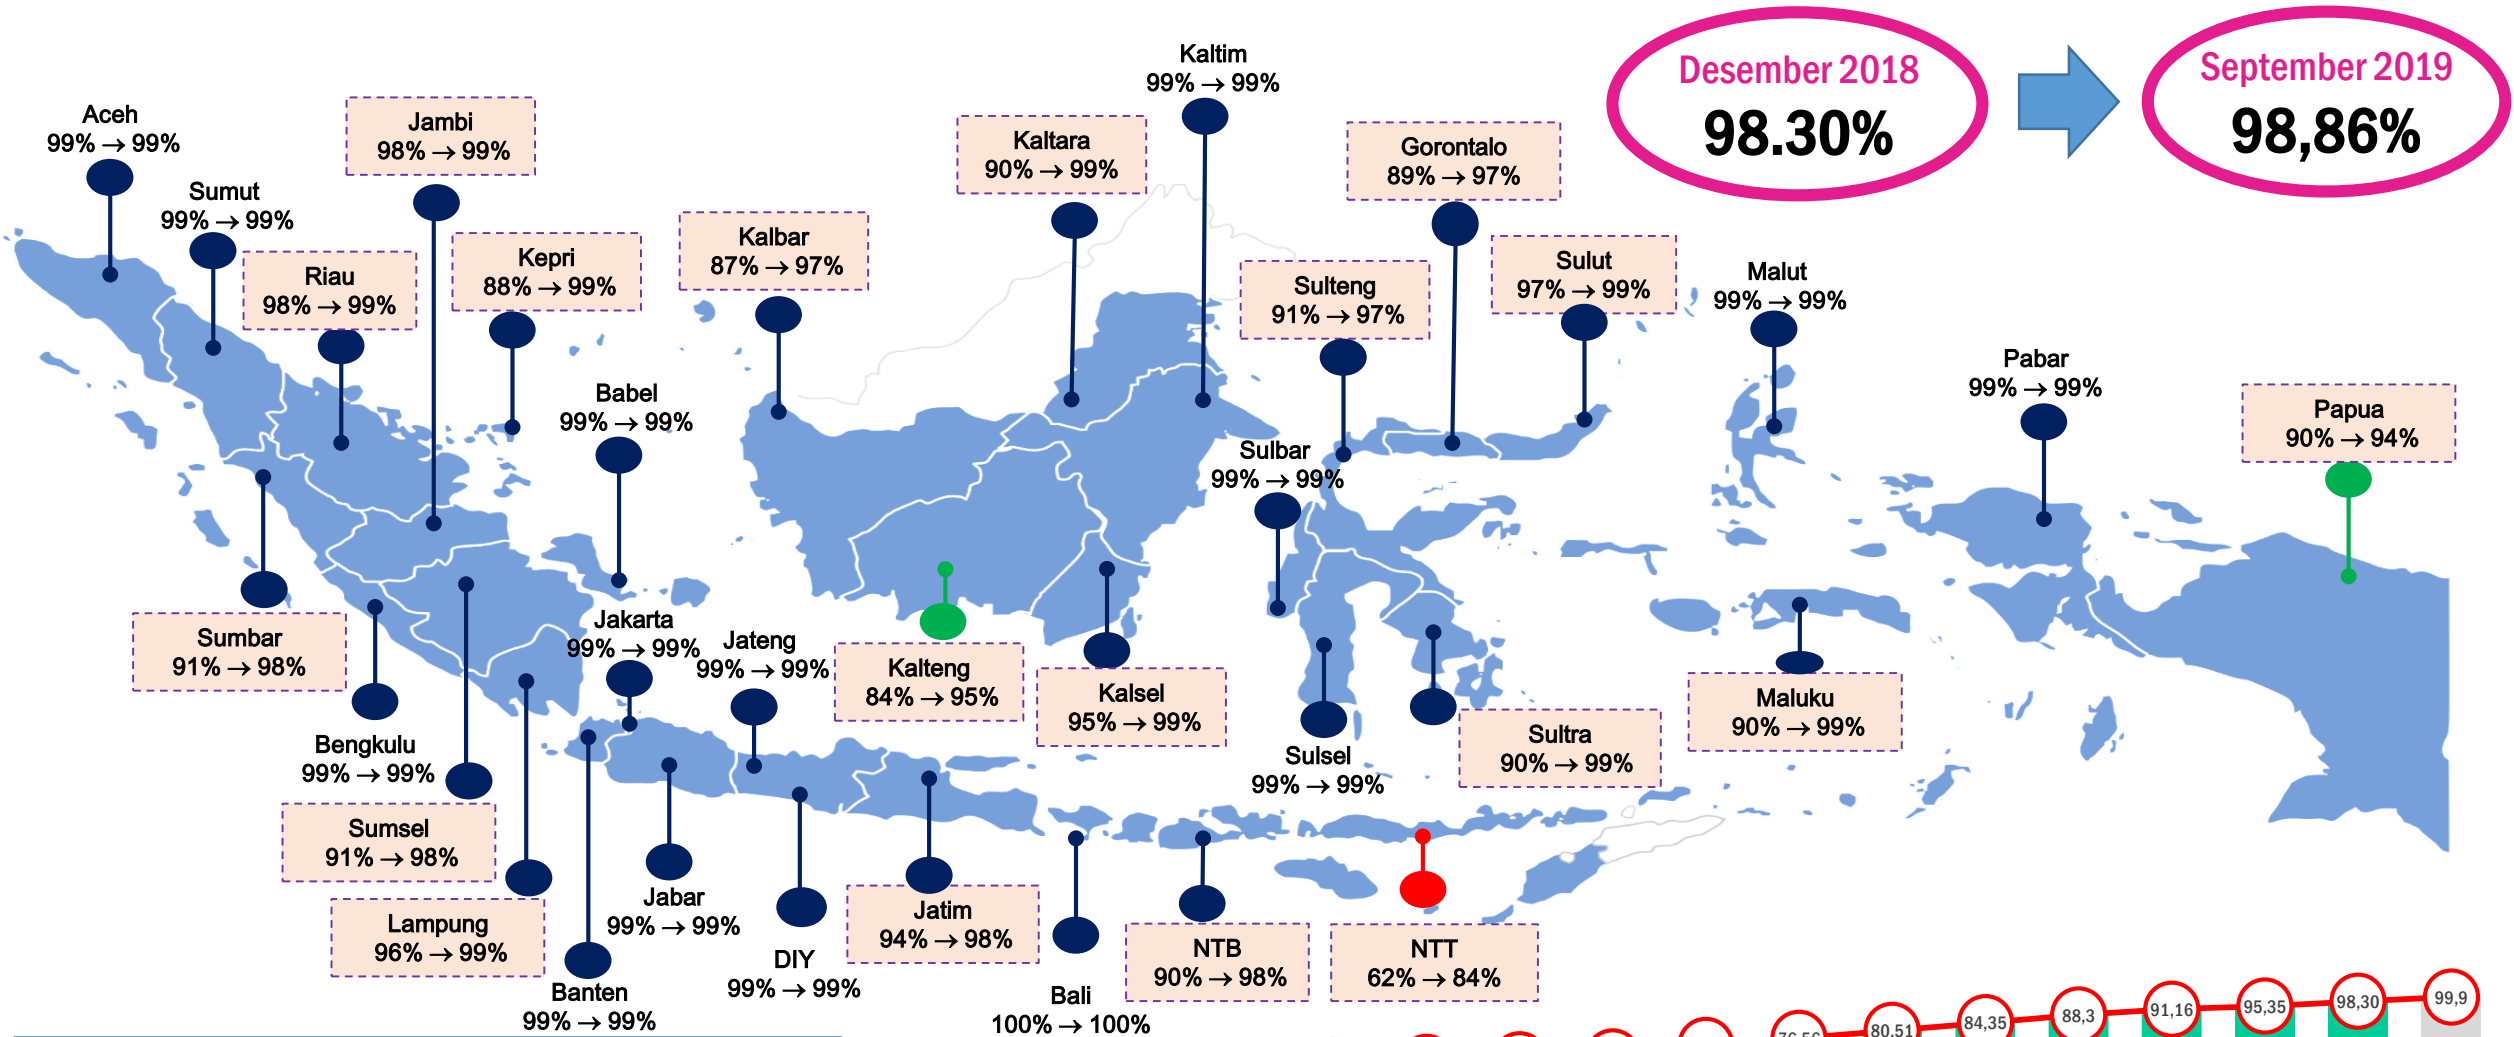 Desember 2018
98.30%
September 2019
98,86%
Kaltim
99% → 99%
Aceh
99% → 99%
Jambi
98% → 99%
Kaltara
90% → 99%
Gorontalo
89% → 97%
Sumut
99% → 99%
Kalbar
87% → 97%
Kepri
88% → 99%
Riau
98% → 99%
Sulteng
91% → 97%
Sulut
97% → 99%
Malut
99% → 99%
Pabar
99% → 99%
Babel
99% → 99%
Papua
90% → 94%
Sulbar
99% → 99%
Sumbar
91% → 98%
Jakarta
99% → 99%
Jateng
99% → 99%
Kalteng
84% → 95%
Kalsel
95% → 99%
Maluku
90% → 99%
Sultra
90% → 99%
Bengkulu
99% → 99%
Sulsel
99% → 99%
Sumsel
91% → 98%
Jabar
99% → 99%
Lampung
96% → 99%
Jatim
94% → 98%
DIY
99% → 99%
NTB
90% → 98%
NTT
62% → 84%
Banten
99% → 99%
Bali
100% → 100%
80,51
84,35
88,3
91,16
95,35
98,30
99,9